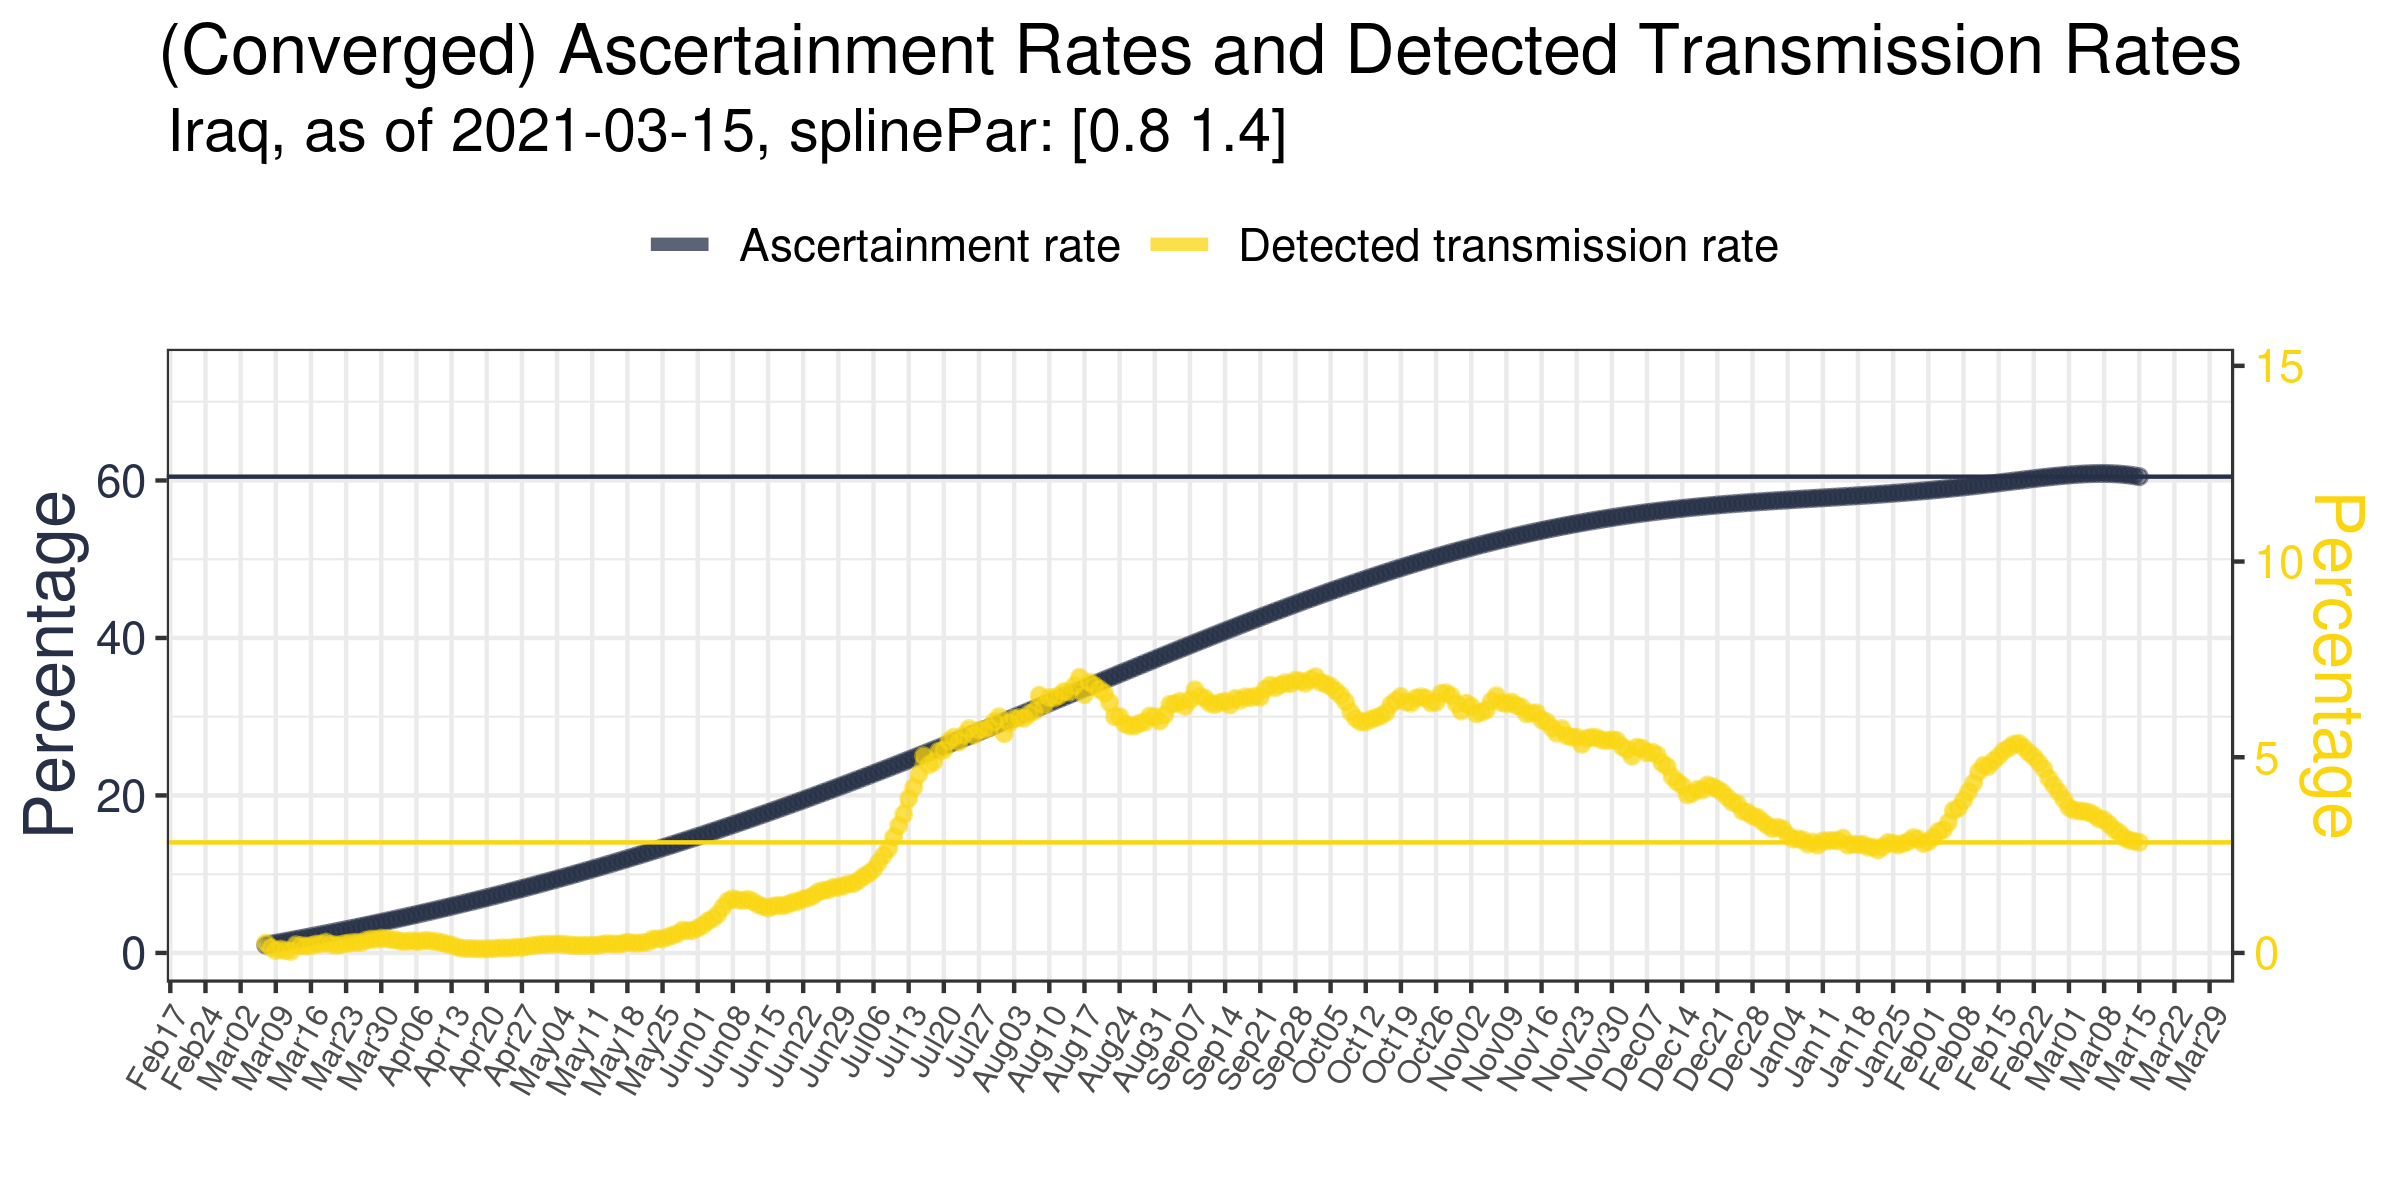 (Converged) Ascertainment Rates and Detected Transmission Rates
Iraq, as of 2021-03-15, splinePar: [0.8 1.4]
Ascertainment rate
Detected transmission rate
Percentage
60
40
20
0
15
10
5
0
Percentage
Feb17
Feb24
Mar02
Mar09
Mar16
Mar23
Mar30
Apr06
Apr13
Apr20
Apr27
May04
May11
May18
May25
Jun01
Jun08
Jun15
Jun22
Jun29
Jul06
Jul13
Jul20
Jul27
Aug03
Aug10
Aug17
Aug24
Aug31
Sep07
Sep14
Sep21
Sep28
Oct05
Oct12
Oct19
Oct26
Nov02
Nov09
Nov16
Nov23
Nov30
Dec07
Dec14
Dec21
Dec28
Jan04
Jan11
Jan18
Jan25
Feb01
Feb08
Feb15
Feb22
Mar01
Mar08
Mar15
Mar22
Mar29